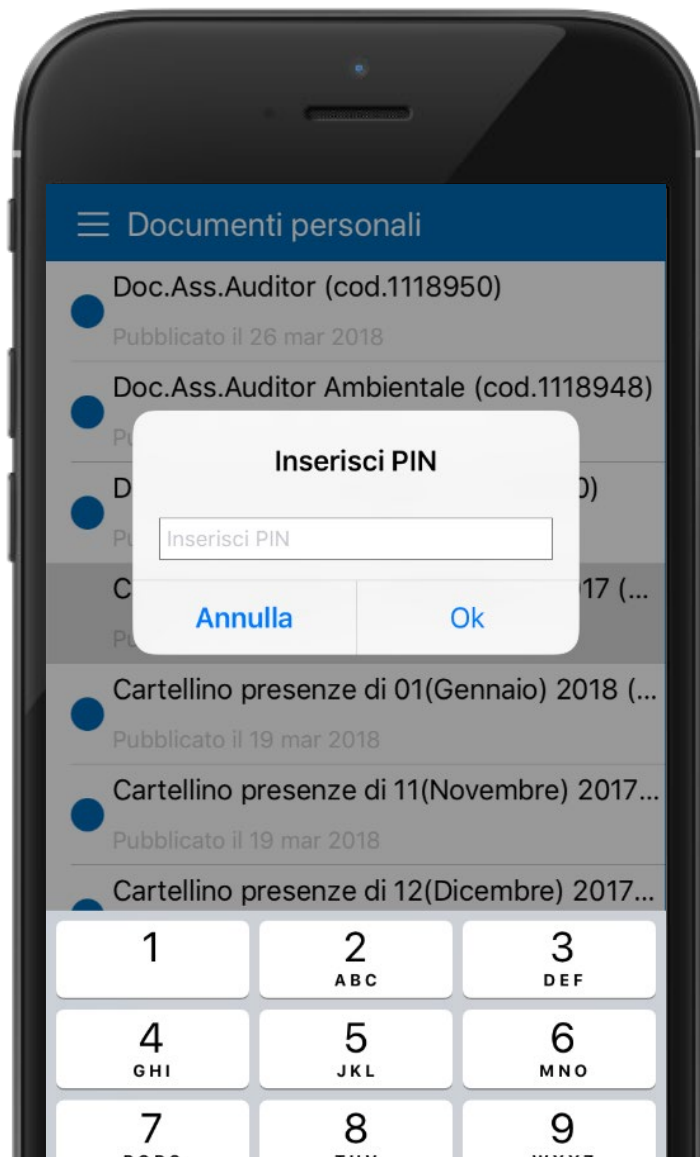 Documenti personali
Doc.Ass.Auditor (cod.1118950)
Pubblicato il 26 mar 2018
Doc.Ass.Auditor Ambientale (cod.1118948)
Inserisci PIN
Inserisci PIN
17 (...
Annulla Ok
Cartellino presenze di 01(Gennaio) 2018 (...
Pubblicato il 19 mar 2018
Cartellino presenze di 11(Novembre) 2017...
Pubblicato il 19 mar 2018
Cartellino presenze di 12(Dicembre) 2017...
1 2 3
ABC DEF
4 5 6
GHI JKL MNO
7 8 9